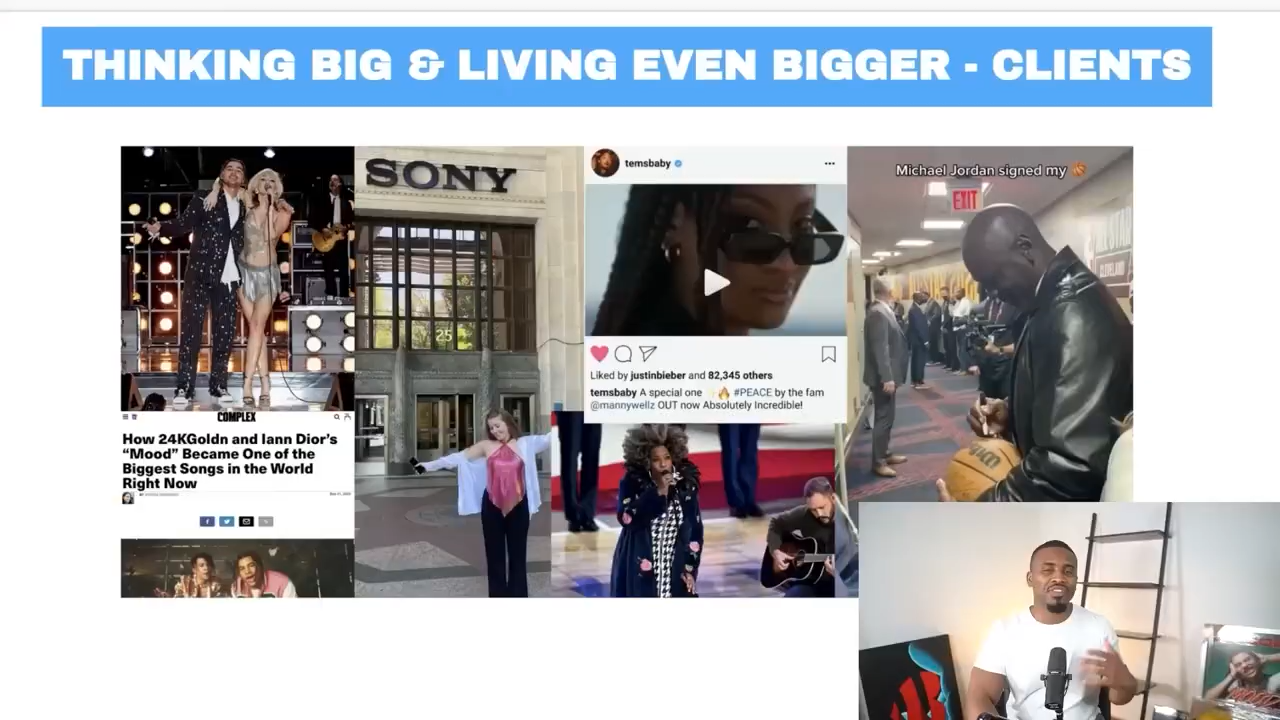 THINKING BIG & LIVING EVEN BIGGER - CLIENTS
SONY
25
COMPLEX
How 24KGoldn and Iann Dior's
"Mood" Became One of the
Biggest Songs in the World
Right Now
temsbaby
Liked by justinbieber and 82,345 others
temsbaby A special one ✨🔥 #PEACE by the fam
@mannywellz OUT now Absolutely Incredible!
Michael Jordan signed my 🏀
EXIT
CLEVELAND